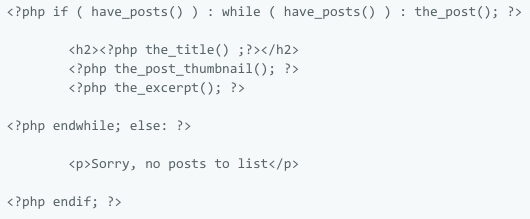 <?php if ( have_posts() ) : while ( have_posts() ) : the_post(); ?>
<h2><?php the_title() ;?></h2>
<?php the_post_thumbnail(); ?>
<?php the_excerpt(); ?>
<?php endwhile; else: ?>
<p>Sorry, no posts to list</p>
<?php endif; ?>